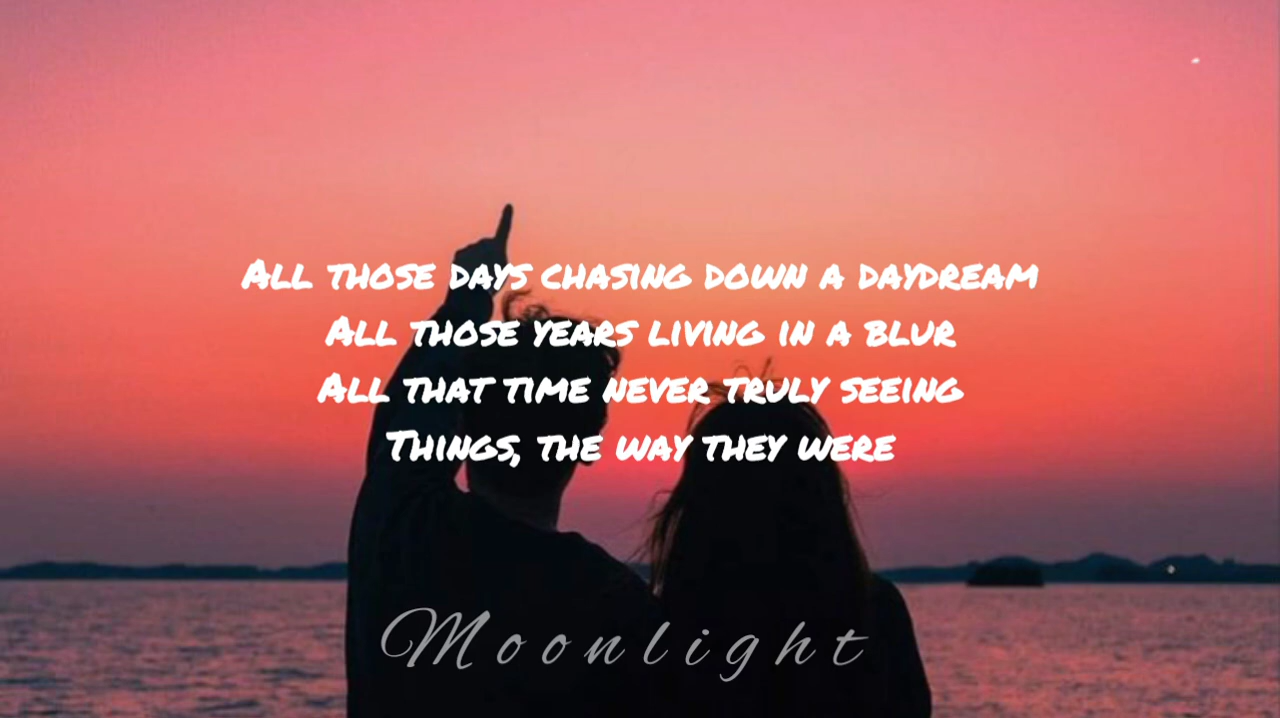 All those days chasing down a daydream
All those years living in a blur
All that time never truly seeing
Things, the way they were
Moonlight